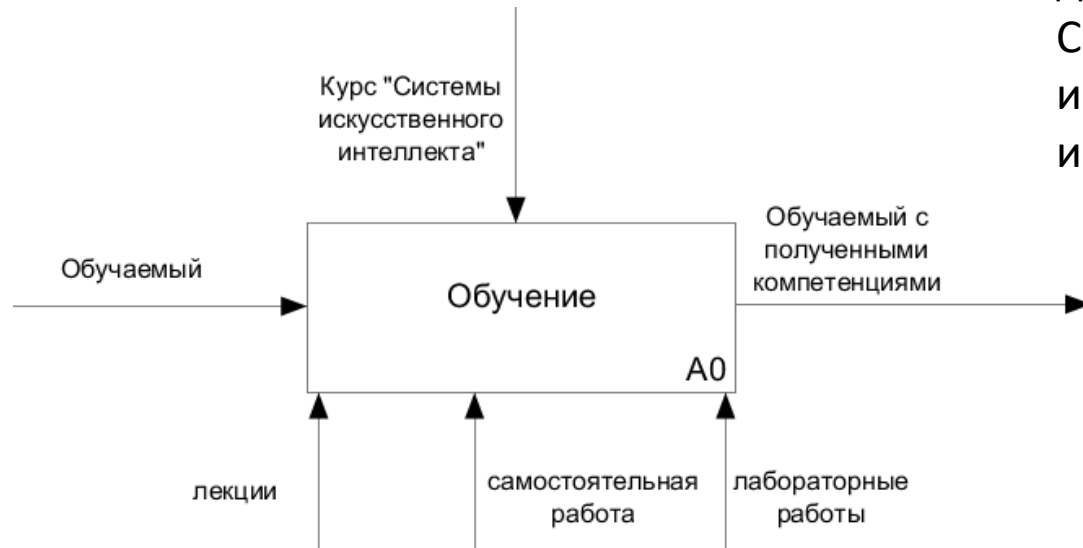 Курс "Системы
искусственного
интеллекта"
Обучаемый
Обучение
A0
Обучаемый с
полученными
компетенциями
лекции
самостоятельная
работа
лабораторные
работы